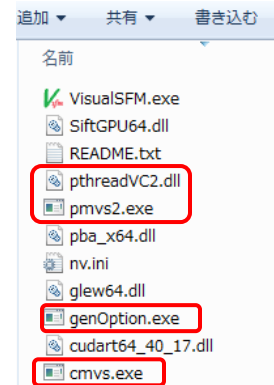 追加 ▼ 共有 ▼ 書き込む
名前
VisualSFM.exe
SiftGPU64.dll
README.txt
pthreadVC2.dll
pmvs2.exe
pba_x64.dll
nv.ini
glew64.dll
genOption.exe
cudart64_40_17.dll
cmvs.exe